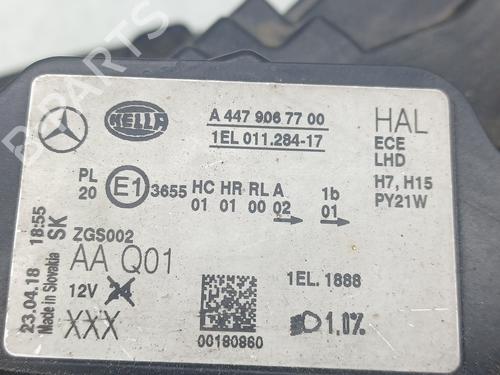 HELLA
A 447 906 77 00
1EL 011.284-17
HAL
ECE
LHD
H7, H15
PY21W
PL
20
E1
3655
HC HR RL A
01 01 00 02
1b
01
ZGS002
AA Q01
12V
XXX
23.04.18 18:55
Made in Slovakia SK
1EL. 1888
1,0%
00180860
B-PARTS